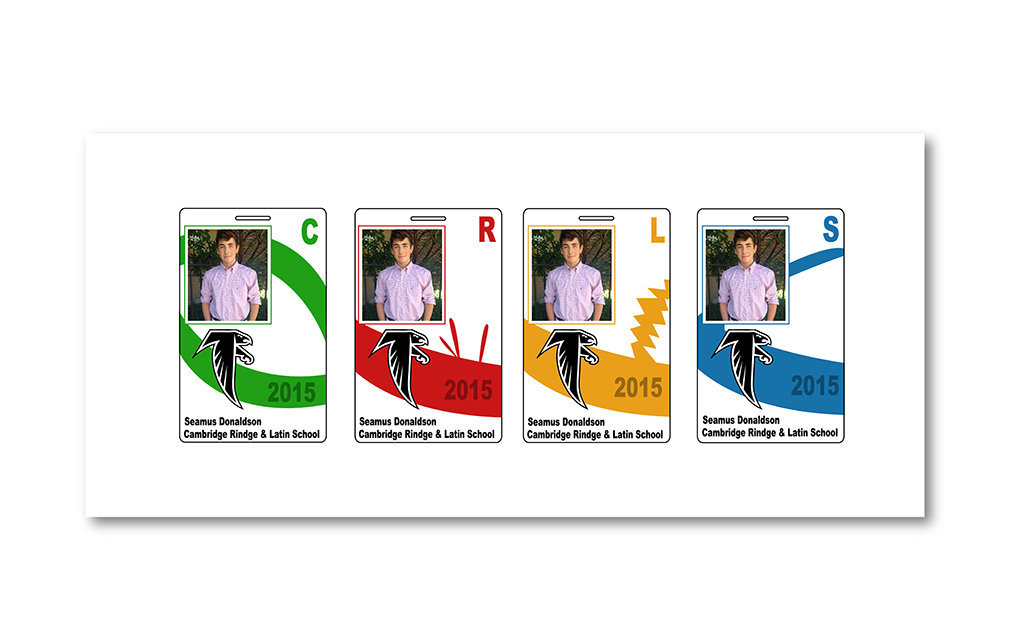 C
2015
Seamus Donaldson
Cambridge Rindge & Latin School
R
2015
Seamus Donaldson
Cambridge Rindge & Latin School
L
2015
Seamus Donaldson
Cambridge Rindge & Latin School
S
2015
Seamus Donaldson
Cambridge Rindge & Latin School